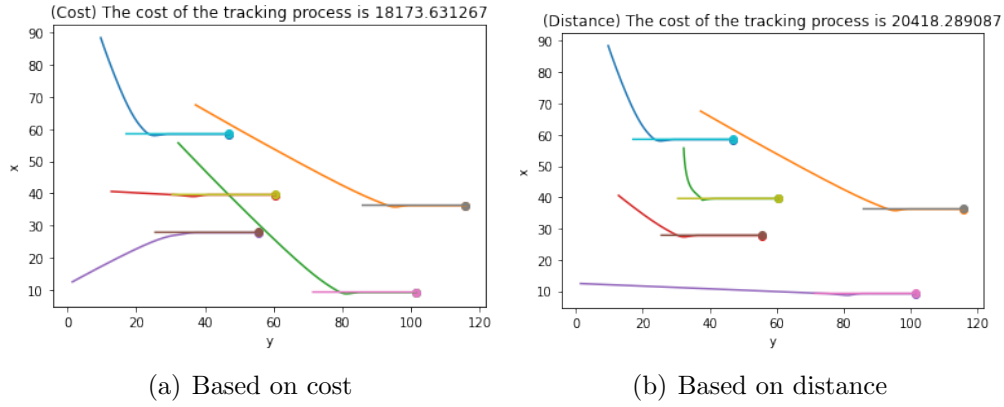 (Cost) The cost of the tracking process is 18173.631267
90
80
70
60
50
40
30
20
10
x
0 20 40 60 80 100 120
y
(a) Based on cost
(Distance) The cost of the tracking process is 20418.289087
90
80
70
60
50
40
30
20
10
x
0 20 40 60 80 100 120
y
(b) Based on distance